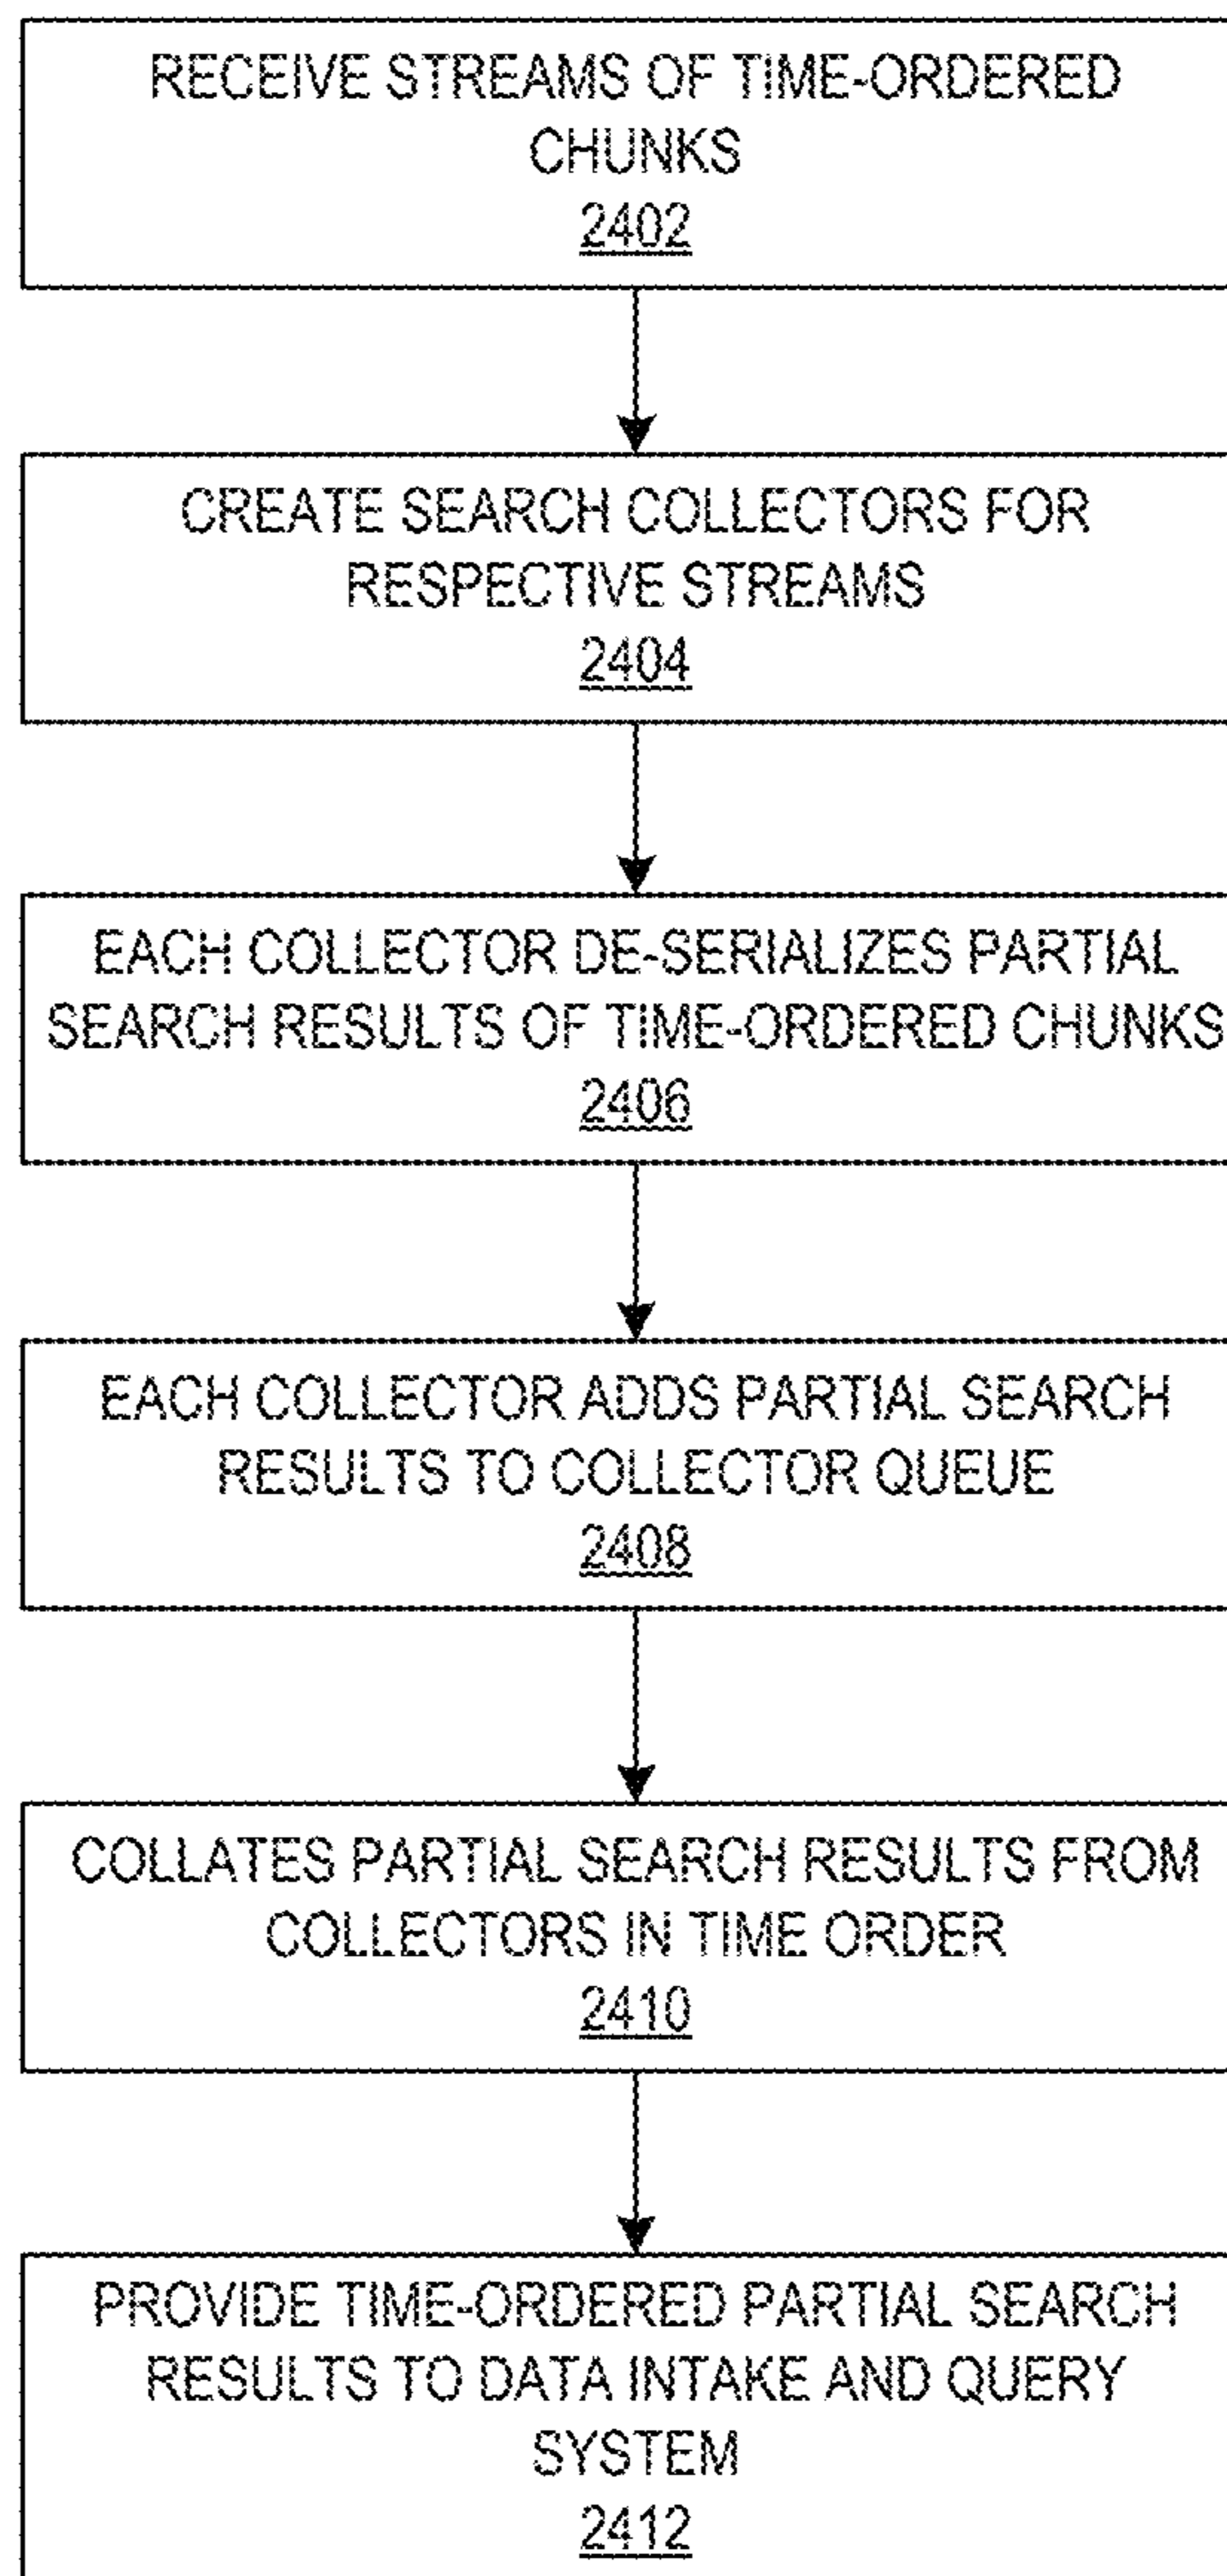 RECEIVE STREAMS OF TIME-ORDERED
CHUNKS
2402
CREATE SEARCH COLLECTORS FOR
RESPECTIVE STREAMS
2404
EACH COLLECTOR DE-SERIALIZES PARTIAL
SEARCH RESULTS OF TIME-ORDERED CHUNKS
2406
EACH COLLECTOR ADDS PARTIAL SEARCH
RESULTS TO COLLECTOR QUEUE
2408
COLLATES PARTIAL SEARCH RESULTS FROM
COLLECTORS IN TIME ORDER
2410
PROVIDE TIME-ORDERED PARTIAL SEARCH
RESULTS TO DATA INTAKE AND QUERY
SYSTEM
2412